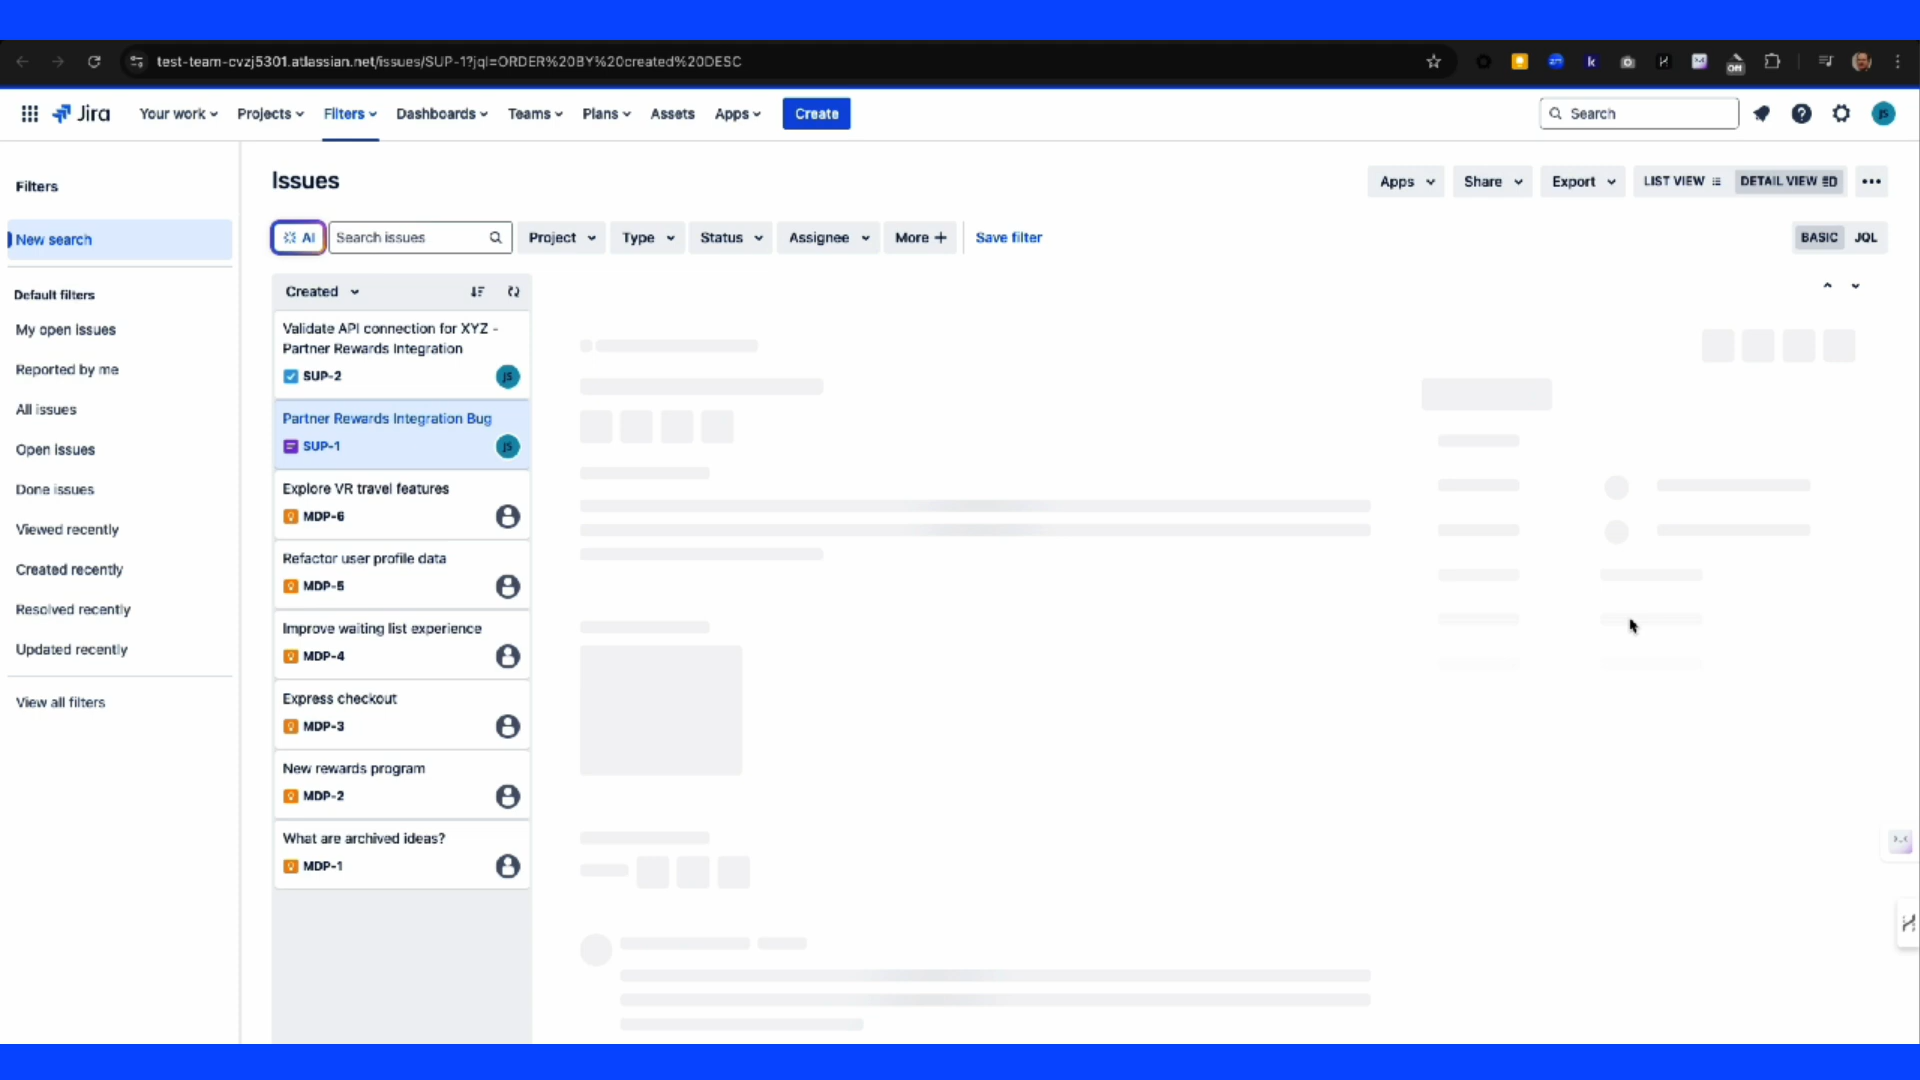 test-team-cvzj5301.atlassian.net/issues/SUP-1?jql=ORDER%20BY%20created%20DESC
Jira Your work Projects Filters Dashboards Teams Plans Assets Apps Create Search JS
Filters
New search
Default filters
My open issues
Reported by me
All issues
Open issues
Done issues
Viewed recently
Created recently
Resolved recently
Updated recently
View all filters
Issues
Apps Share Export LIST VIEW DETAIL VIEW
AI Search issues Project Type Status Assignee More + Save filter BASIC JQL
Created
Validate API connection for XYZ -
Partner Rewards Integration
SUP-2 JS
Partner Rewards Integration Bug
SUP-1 JS
Explore VR travel features
MDP-6
Refactor user profile data
MDP-5
Improve waiting list experience
MDP-4
Express checkout
MDP-3
New rewards program
MDP-2
What are archived ideas?
MDP-1